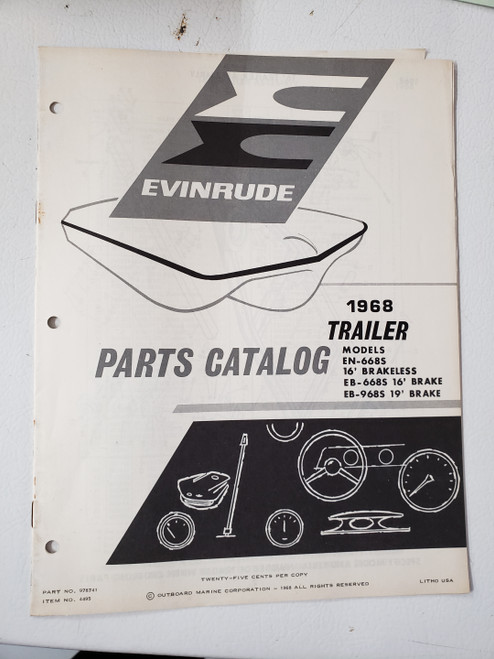 EVINRUDE
1968
TRAILER
PARTS CATALOG
MODELS
EN-668S
16' BRAKELESS
EB-668S 16' BRAKE
EB-968S 19' BRAKE
TWENTY-FIVE CENTS PER COPY
PART NO.
ITEM NO.
© OUTBOARD MARINE CORPORATION — 1968 ALL RIGHTS RESERVED
LITHO USA